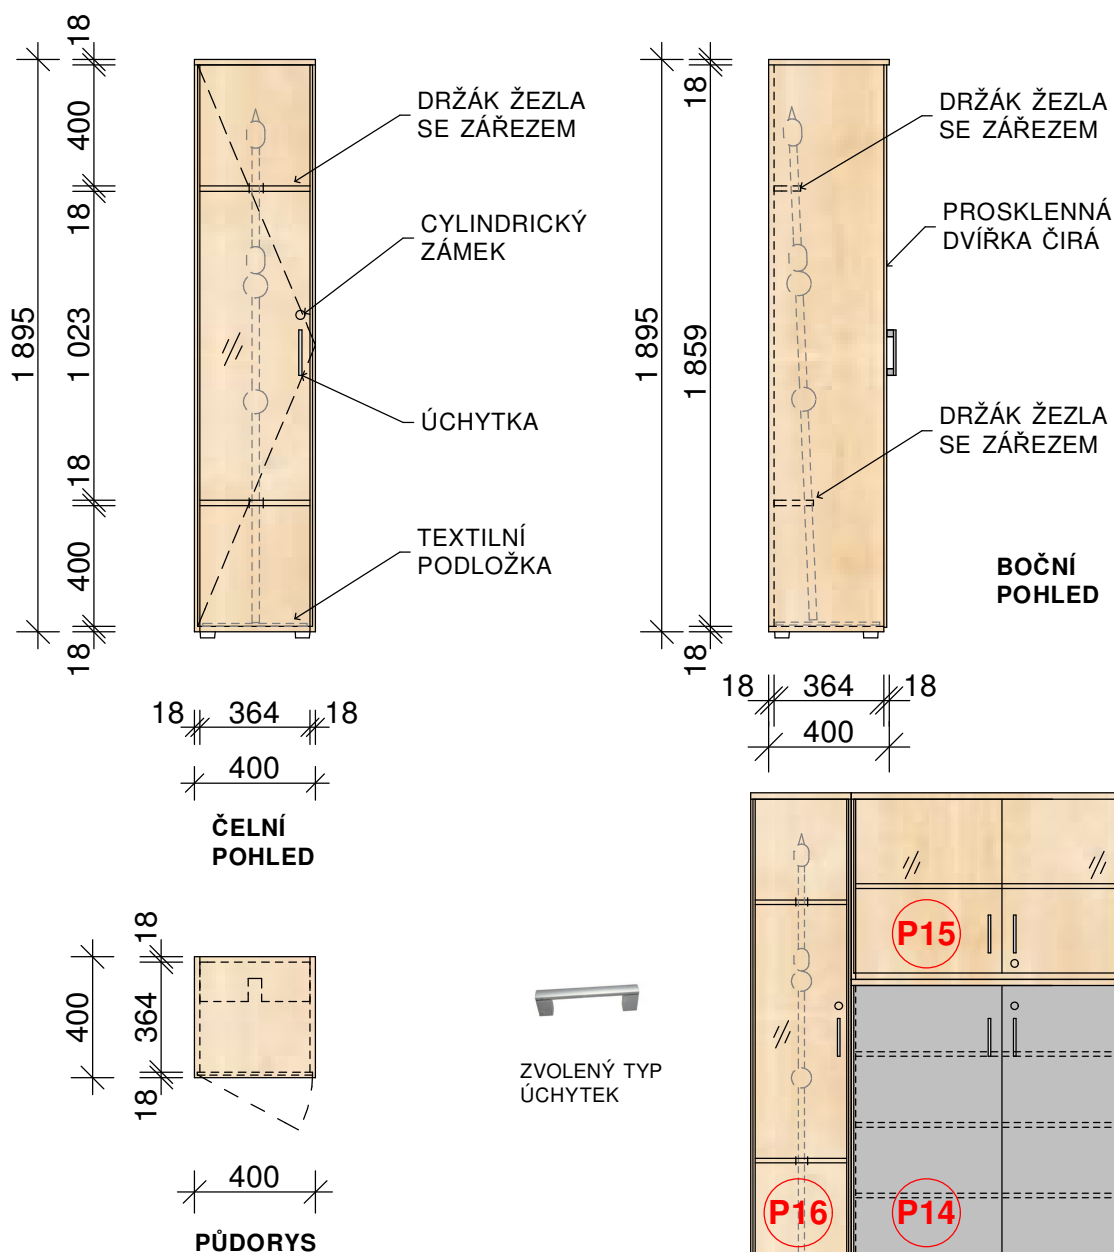 18
400
18
1 023
18
400
18
1 895
DRŽÁK ŽEZLA
SE ZÁŘEZEM
CYLINDRICKÝ
ZÁMEK
ÚCHYTKA
TEXTILNÍ
PODLOŽKA
18 364 18
400
ČELNÍ
POHLED
1 895
18
1 859
18
DRŽÁK ŽEZLA
SE ZÁŘEZEM
PROSKLENNÁ
DVÍŘKA ČIRÁ
DRŽÁK ŽEZLA
SE ZÁŘEZEM
BOČNÍ
POHLED
18 364 18
400
400
18
364
18
400
PŮDORYS
ZVOLENÝ TYP
ÚCHYTEK
P15
P16
P14